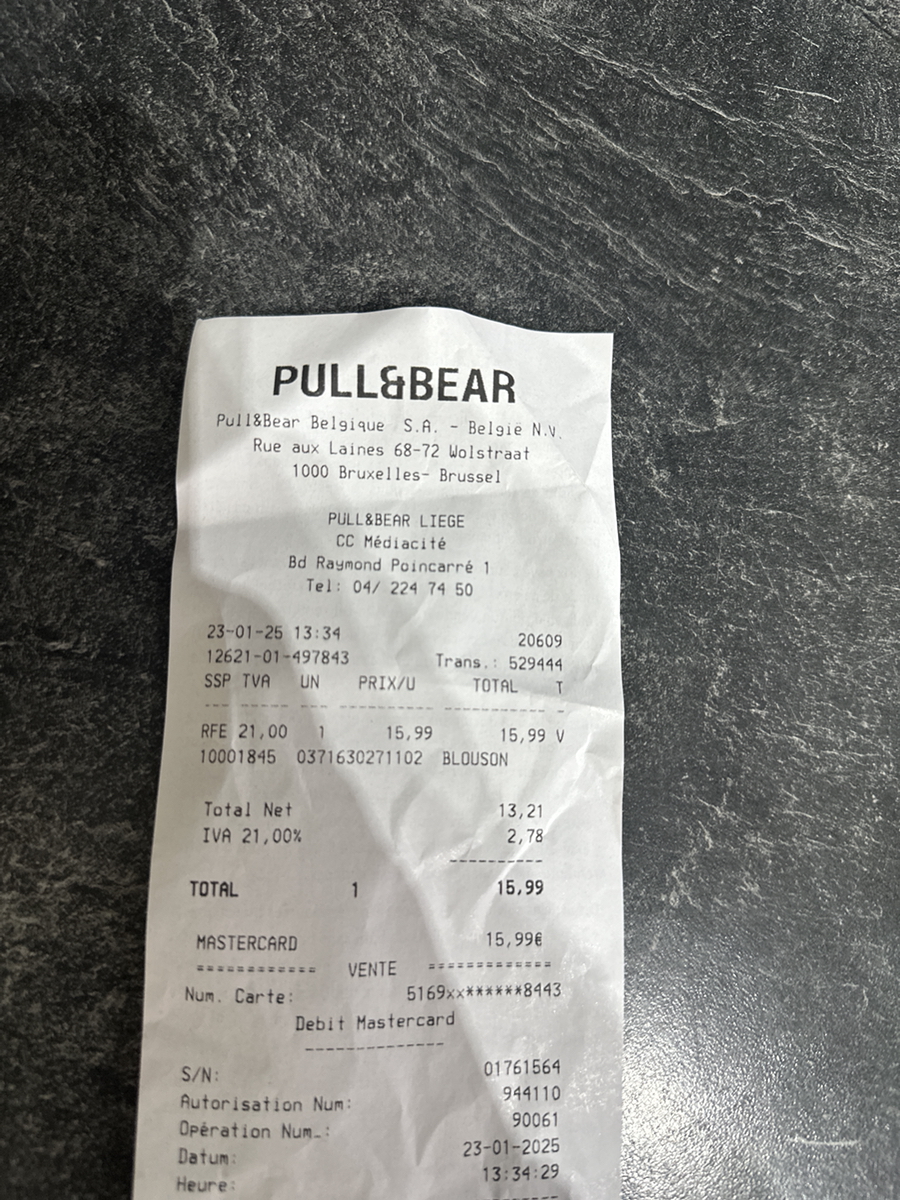 PULL&BEAR
Pull&Bear Belgique S.A. - België N.V.
Rue aux Laines 68-72 Wolstraat
1000 Bruxelles- Brussel
PULL&BEAR LIEGE
CC Médiacité
Bd Raymond Poincarré 1
Tel: 04/ 224 74 50
23-01-25 13:34 20609
12621-01-497843 Trans.: 529444
SSP TVA UN PRIX/U TOTAL T
--- ----- --- ---------- ----------- -
RFE 21,00 1 15,99 15,99 V
10001845 0371630271102 BLOUSON
Total Net 13,21
IVA 21,00% 2,78
----------
TOTAL 1 15,99
MASTERCARD 15,99€
============ VENTE ============
Num. Carte: 5169xx******8443
Debit Mastercard
--------------
S/N: 01761564
Autorisation Num: 944110
Opération Num.: 90061
Datum: 23-01-2025
Heure: 13:34:29